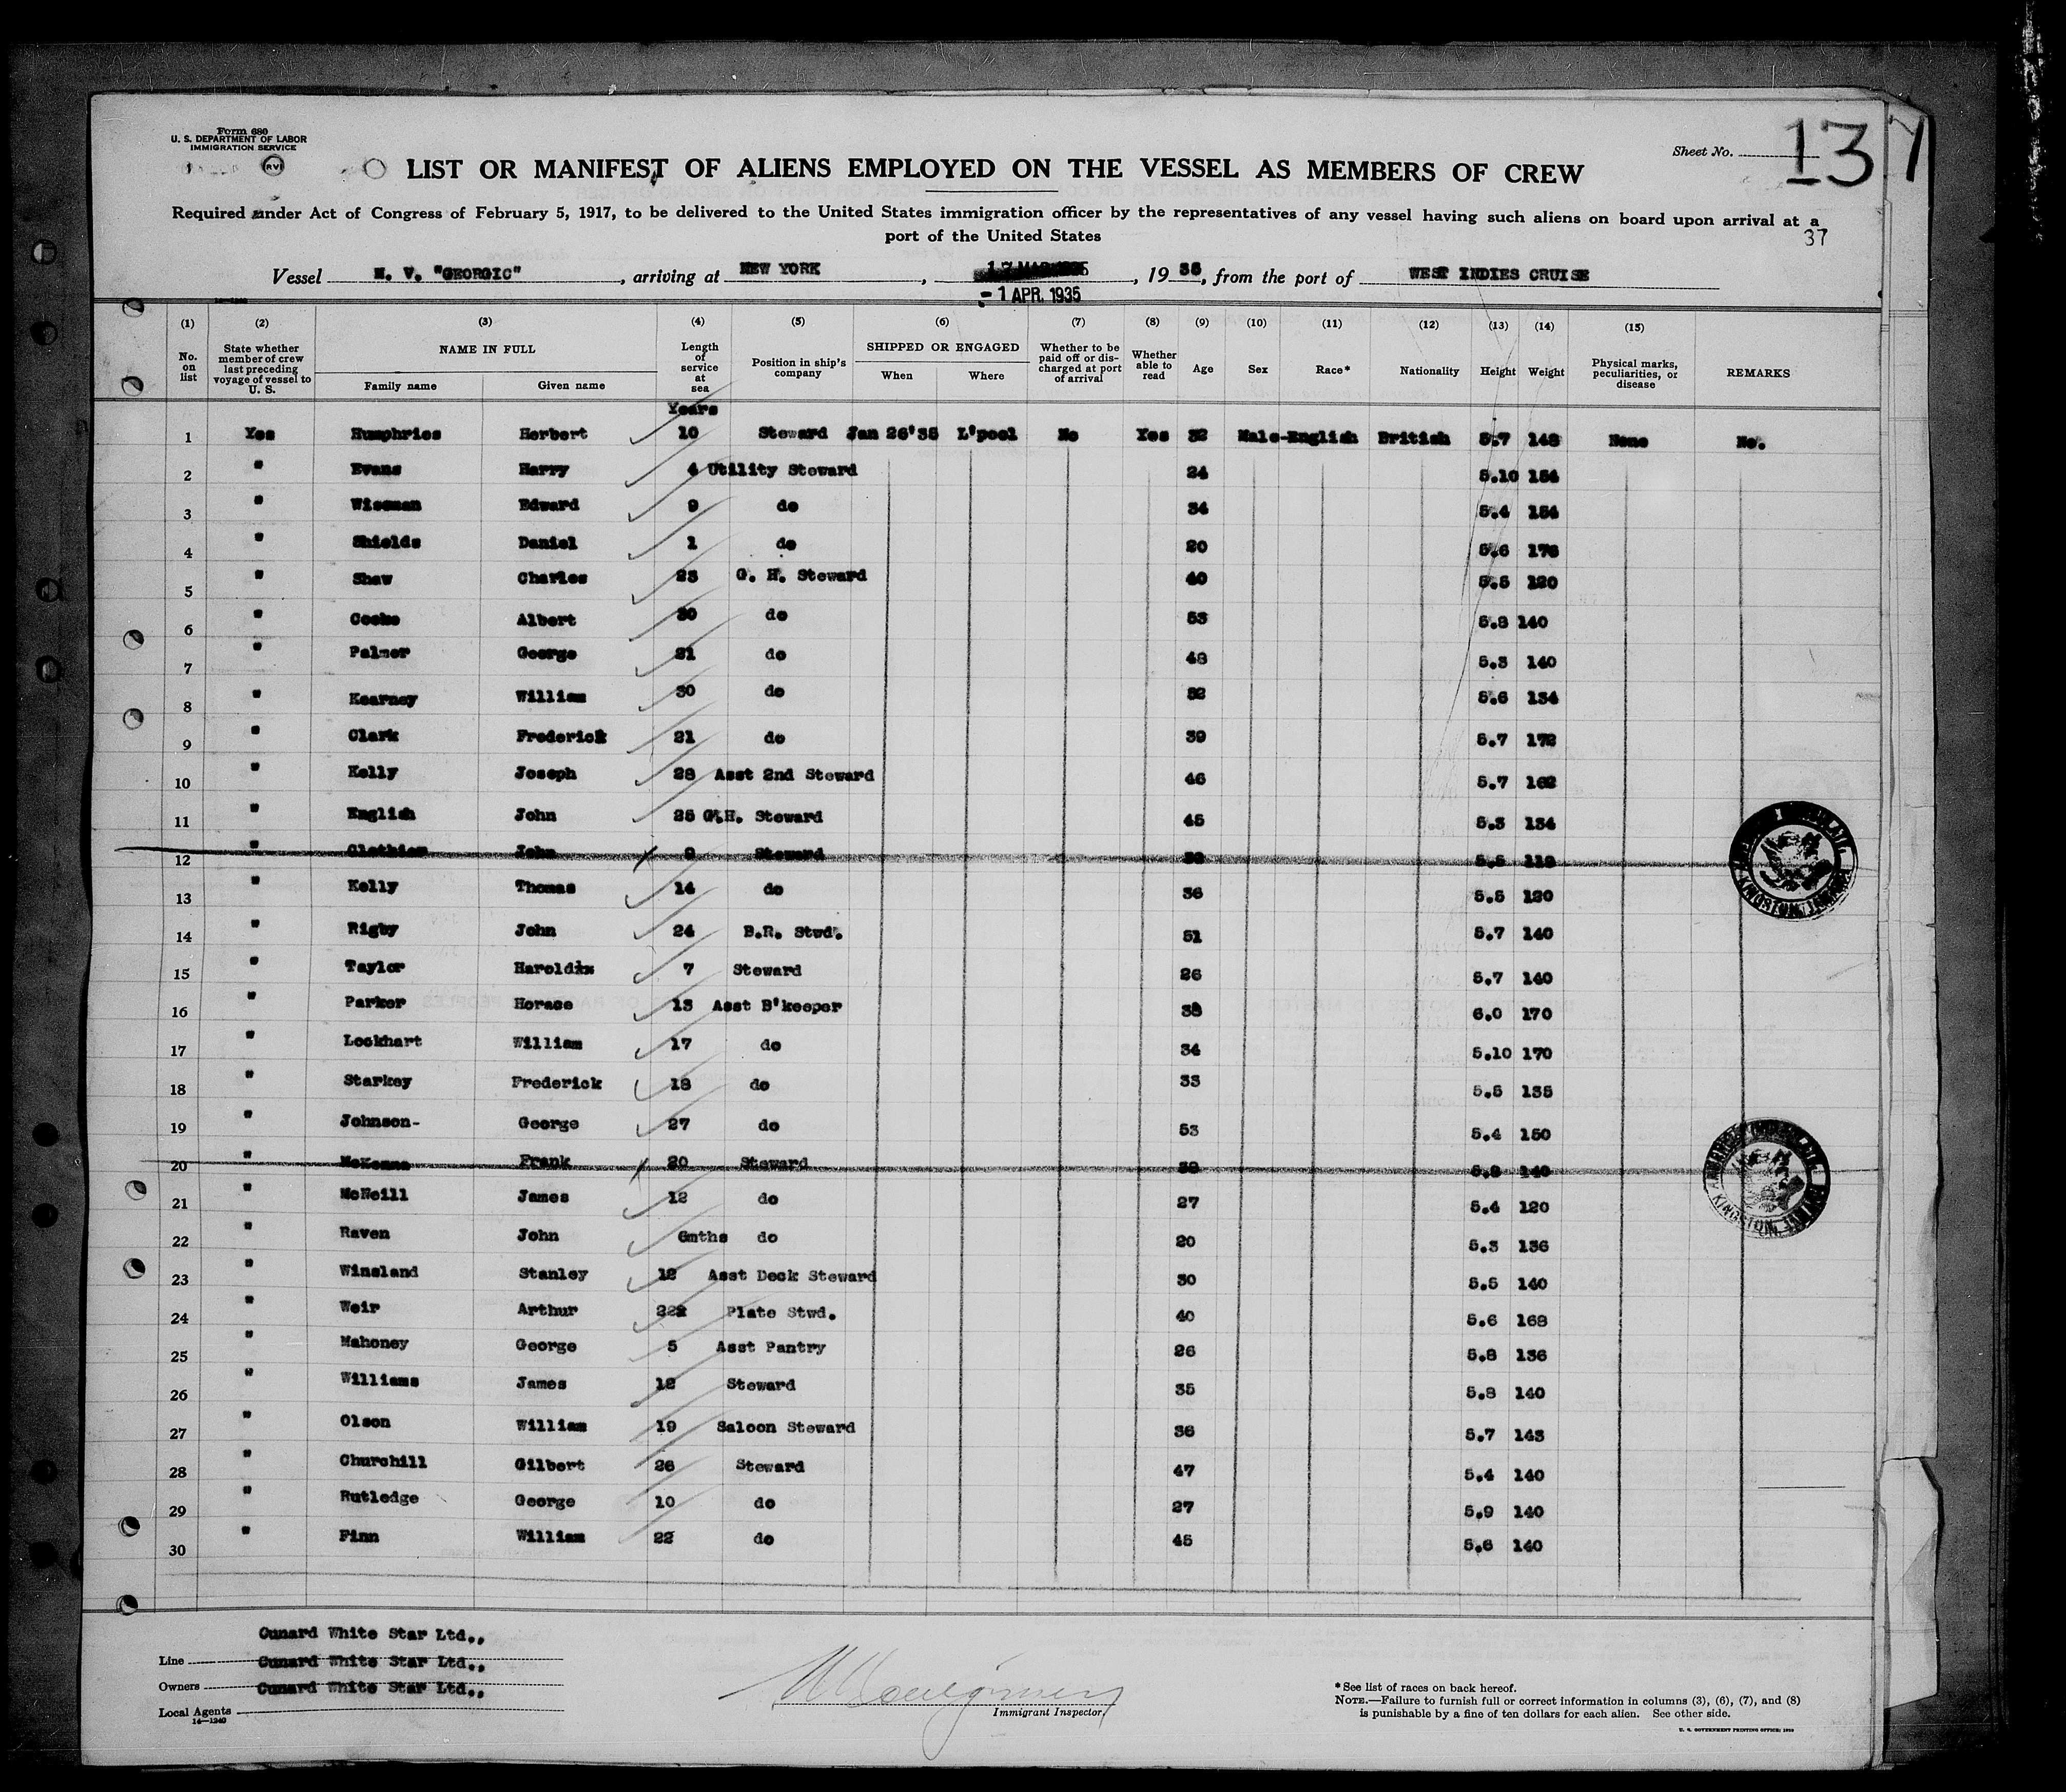 Form 680
U. S. DEPARTMENT OF LABOR
IMMIGRATION SERVICE
RVI
Sheet No. 13
LIST OR MANIFEST OF ALIENS EMPLOYED ON THE VESSEL AS MEMBERS OF CREW
Required under Act of Congress of February 5, 1917, to be delivered to the United States immigration officer by the representatives of any vessel having such aliens on board upon arrival at a
port of the United States
37
Vessel M. V. "GEORGIC", arriving at NEW YORK, 1935, from the port of WEST INDIES CRUISE
- 1 APR. 1935
(1) (2) (3) (4) (5) (6) (7) (8) (9) (10) (11) (12) (13) (14) (15)
No. on list State whether member of crew last preceding voyage of vessel to U. S. NAME IN FULL Length of service at sea Position in ship's company SHIPPED OR ENGAGED Whether to be paid off or discharged at port of arrival Whether able to read Age Sex Race* Nationality Height Weight Physical marks, peculiarities, or disease REMARKS
Family name Given name When Where
Years
1 Yes Humphries Herbert 10 Steward Jan 26'35 L'pool No Yes 32 Male-English British 5.7 148 None No.
2 " Evans Harry 4 Utility Steward 24 5.10 154
3 " Wiseman Edward 9 do 34 5.4 154
4 " Shields Daniel 1 do 20 5.6 176
5 " Shaw Charles 23 G. H. Steward 40 5.5 120
6 " Cooke Albert 30 do 53 5.8 140
7 " Palmer George 31 do 48 5.3 140
8 " Kearney William 30 do 52 5.6 134
9 " Clark Frederick 21 do 39 5.7 172
10 " Kelly Joseph 28 Asst 2nd Steward 46 5.7 162
11 " English John 25 G.H. Steward 45 5.3 134
12 " Clothier John 9 Steward 5.5
13 " Kelly Thomas 14 do 36 5.5 120
14 " Rigby John 24 B.R. Stwd. 51 5.7 140
15 " Taylor Harold 7 Steward 26 5.7 140
16 " Parker Horace 13 Asst B'keeper 38 6.0 170
17 " Lockhart William 17 do 34 5.10 170
18 " Starkey Frederick 18 do 33 5.5 135
19 " Johnson- George 27 do 53 5.4 150
20 " McKenna Frank 20 Steward 5.8 140
21 " McNeill James 12 do 27 5.4 120
22 " Raven John 6mths do 20 5.3 136
23 " Winsland Stanley 12 Asst Deck Steward 30 5.5 140
24 " Weir Arthur 22 Plate Stwd. 40 5.6 168
25 " Mahoney George 5 Asst Pantry 26 5.8 136
26 " Williams James 12 Steward 35 5.8 140
27 " Olson William 19 Saloon Steward 36 5.7 143
28 " Churchill Gilbert 26 Steward 47 5.4 140
29 " Rutledge George 10 do 27 5.9 140
30 " Finn William 22 do 45 5.6 140
KINGSTON, JAMAICA
KINGSTON,
Cunard White Star Ltd.,
Line Cunard White Star Ltd.,
Owners Cunard White Star Ltd.,
Local Agents
14—1240
Immigrant Inspector.
* See list of races on back hereof.
NOTE.—Failure to furnish full or correct information in columns (3), (6), (7), and (8)
is punishable by a fine of ten dollars for each alien. See other side.
U. S. GOVERNMENT PRINTING OFFICE: 1930